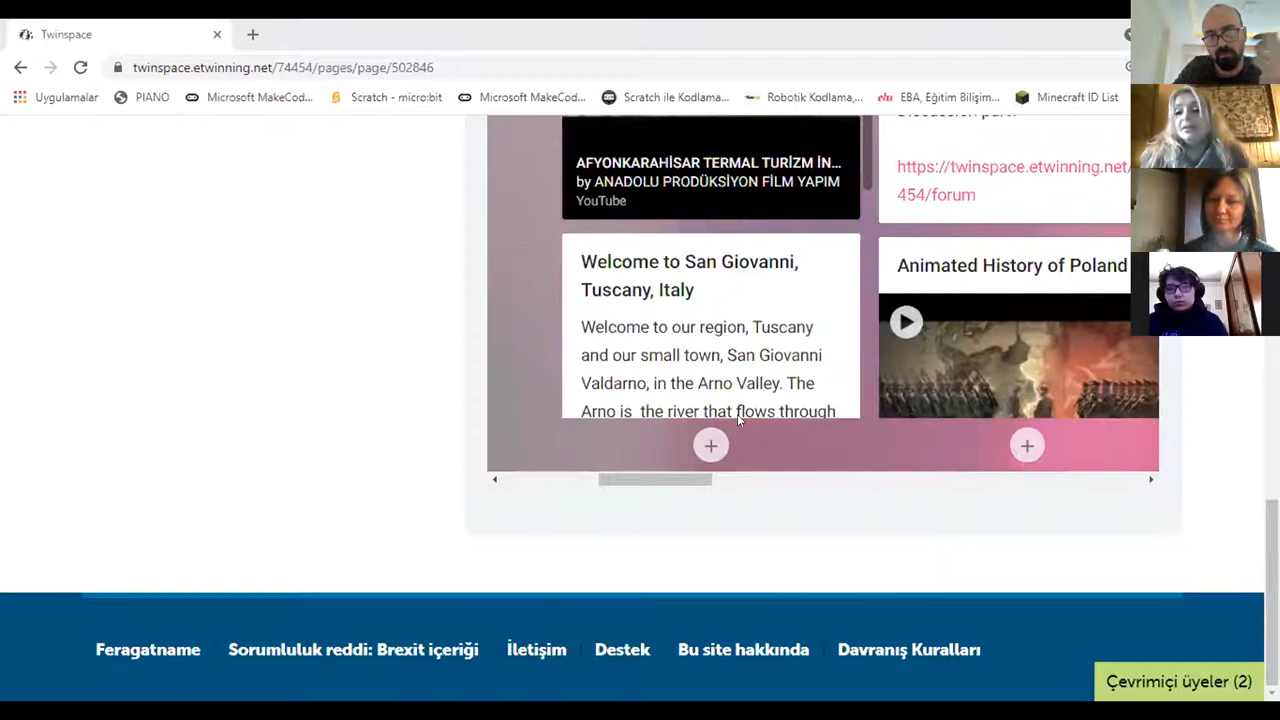 Twinspace
twinspace.etwinning.net/74454/pages/page/502846
Uygulamalar
PIANO
Microsoft MakeCod...
Scratch - micro:bit
Microsoft MakeCod...
Scratch ile Kodlama...
Robotik Kodlama,...
EBA, Eğitim Bilişim...
Minecraft ID List
AFYONKARAHİSAR TERMAL TURİZM İN...
by ANADOLU PRODÜKSİYON FİLM YAPIM
YouTube
https://twinspace.etwinning.net/
454/forum
Welcome to San Giovanni,
Tuscany, Italy
Welcome to our region, Tuscany
and our small town, San Giovanni
Valdarno, in the Arno Valley. The
Arno is the river that flows through
Animated History of Poland
Feragatname
Sorumluluk reddi: Brexit içeriği
İletişim
Destek
Bu site hakkında
Davranış Kuralları
Çevrimiçi üyeler (2)